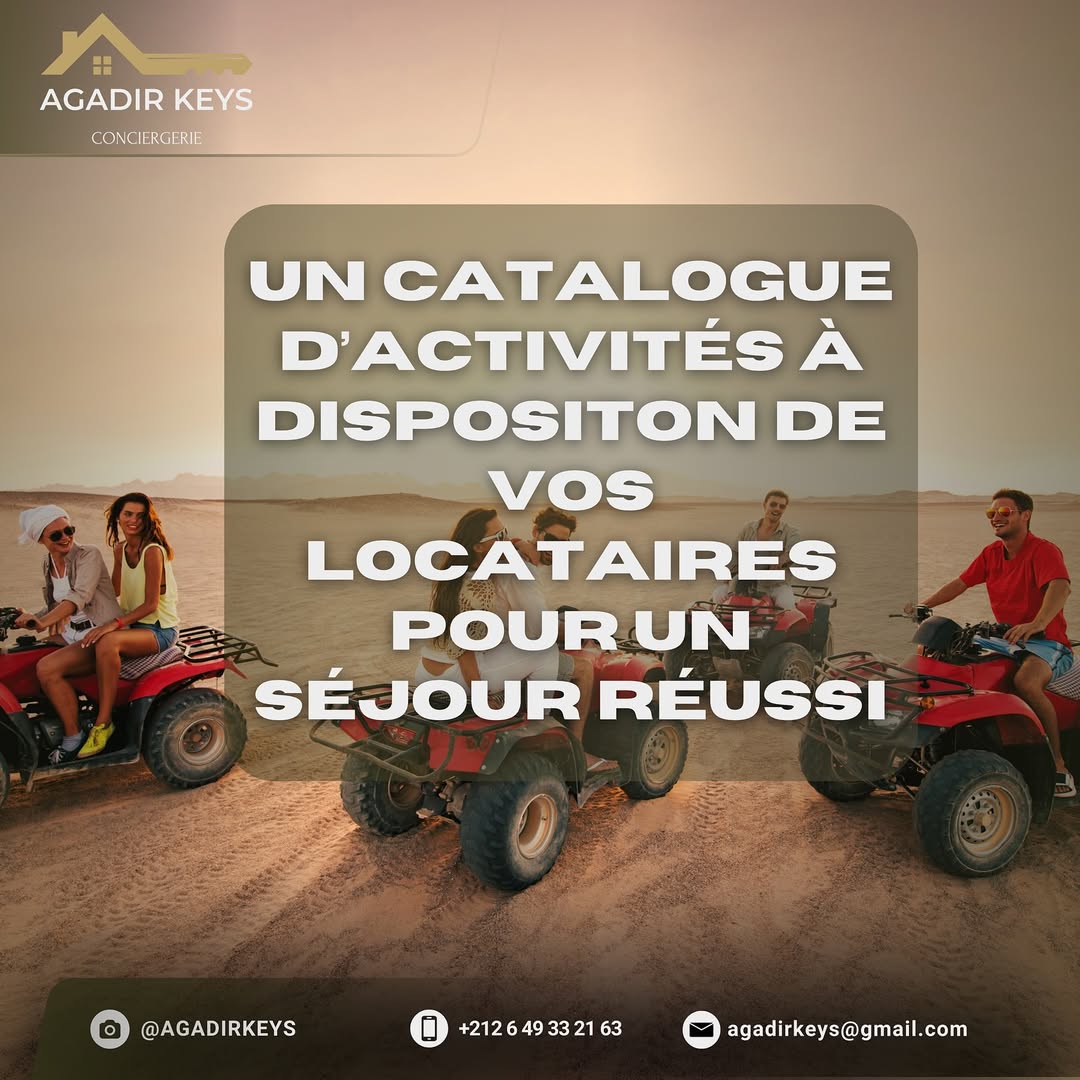 AGADIR KEYS
CONCIERGERIE
UN CATALOGUE
D’ACTIVITÉS À
DISPOSITON DE
VOS
LOCATAIRES
POUR UN
SÉJOUR RÉUSSI
@AGADIRKEYS
+212 6 49 33 21 63
agadirkeys@gmail.com